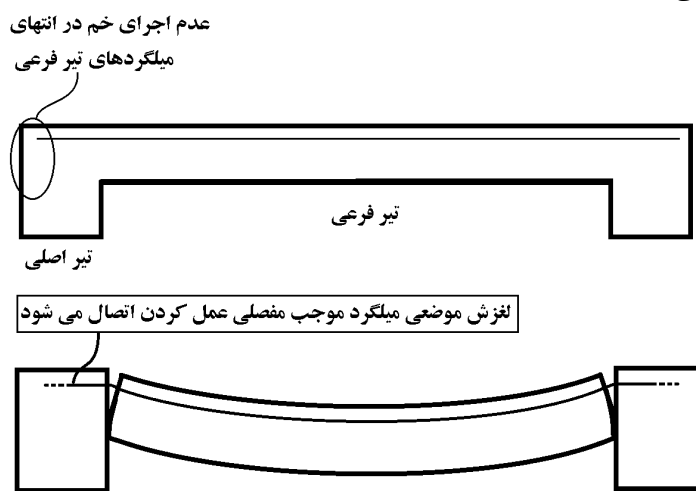 عدم اجرای خم در انتهای
میلگردهای تیر فرعی
تیر فرعی
تیر اصلی
لغزش موضعی میلگرد موجب مفصلی عمل کردن اتصال می شود